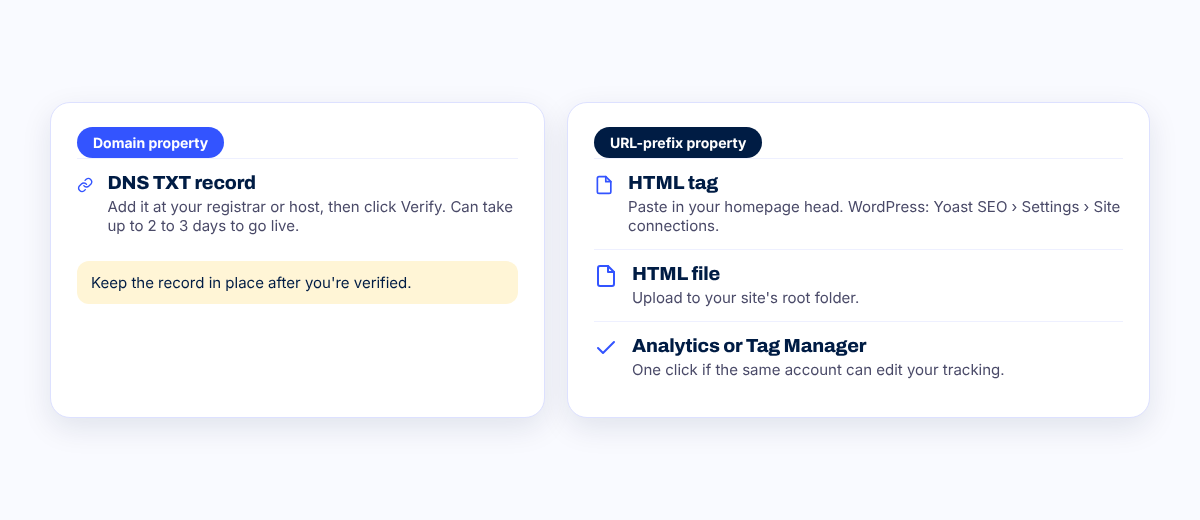 Domain property
DNS TXT record
Add it at your registrar or host, then click Verify. Can take
up to 2 to 3 days to go live.
Keep the record in place after you're verified.
URL-prefix property
HTML tag
Paste in your homepage head. WordPress: Yoast SEO › Settings › Site
connections.
HTML file
Upload to your site's root folder.
Analytics or Tag Manager
One click if the same account can edit your tracking.